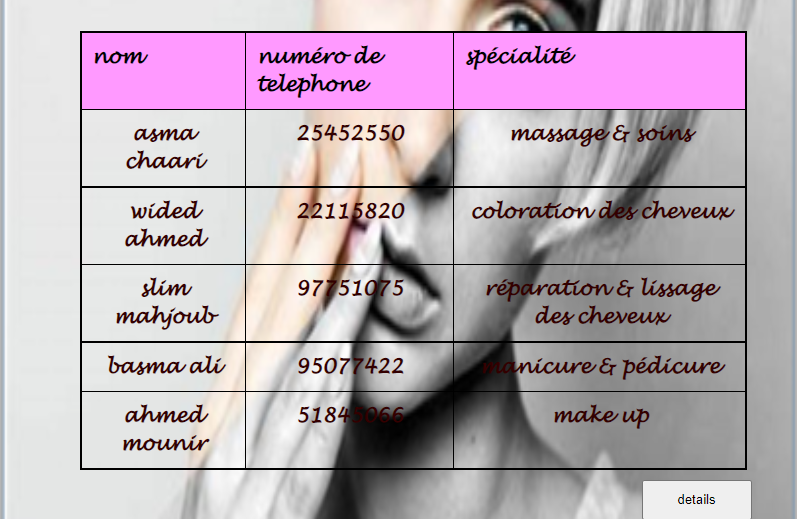 nom
numéro de
telephone
spécialité
asma
chaari
25452550
massage & soins
wided
ahmed
22115820
coloration des cheveux
slim
mahjoub
97751075
réparation & lissage
des cheveux
basma ali
95077422
manicure & pédicure
ahmed
mounir
make up
details